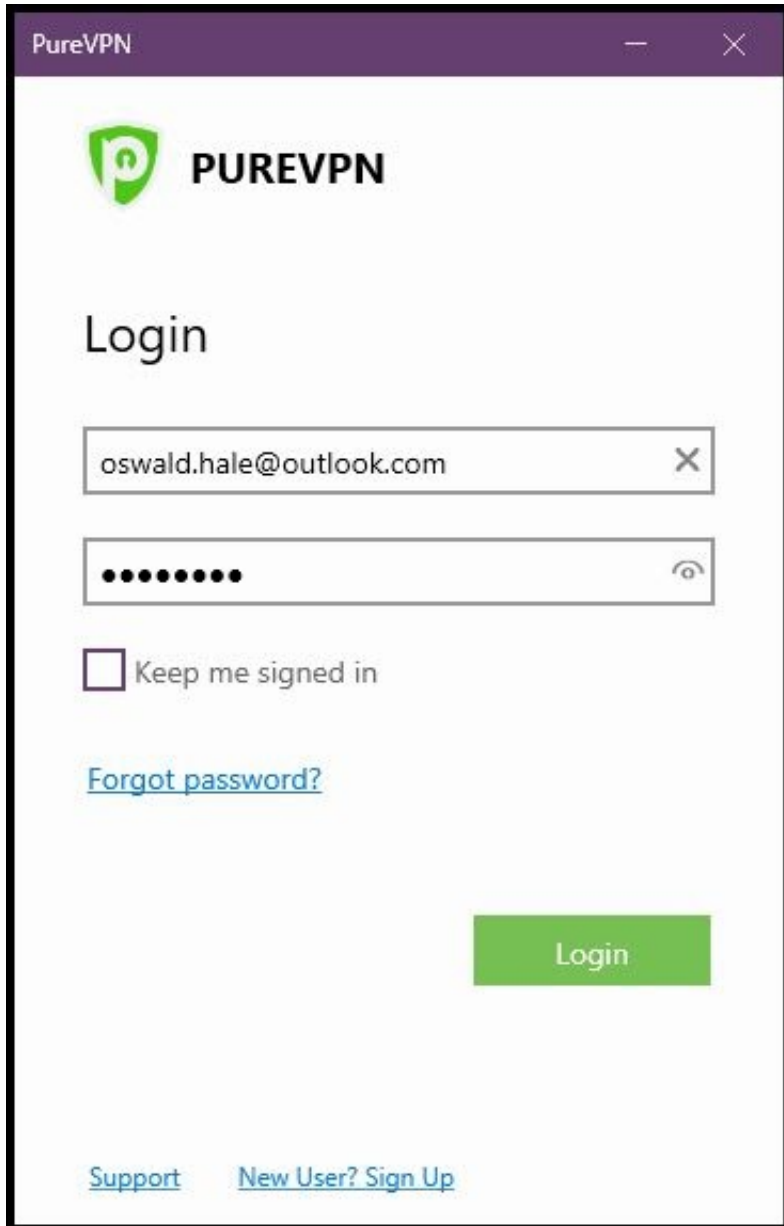 PureVPN
PUREVPN
Login
oswald.hale@outlook.com
••••••••
Keep me signed in
Forgot password?
Login
Support New User? Sign Up